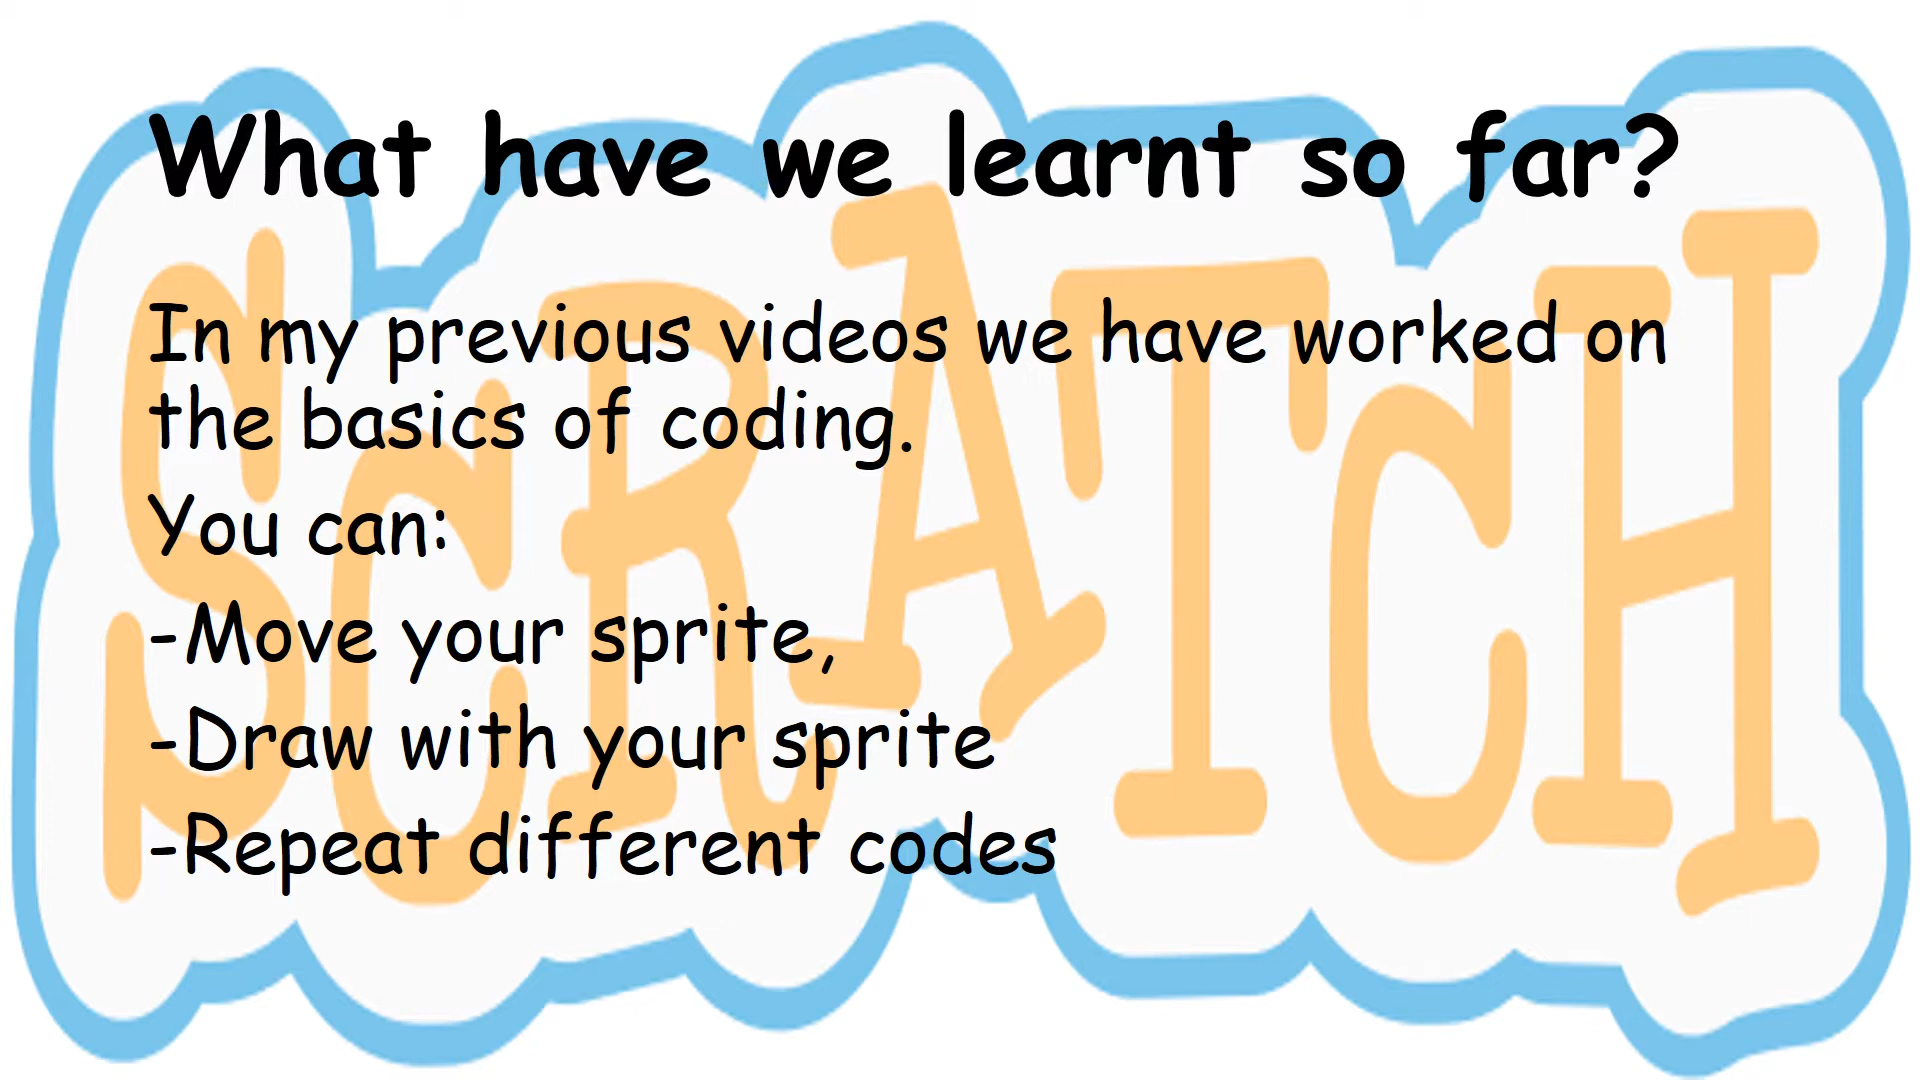 What have we learnt so far?
In my previous videos we have worked on
the basics of coding.
You can:
-Move your sprite,
-Draw with your sprite
-Repeat different codes
SCRATCH